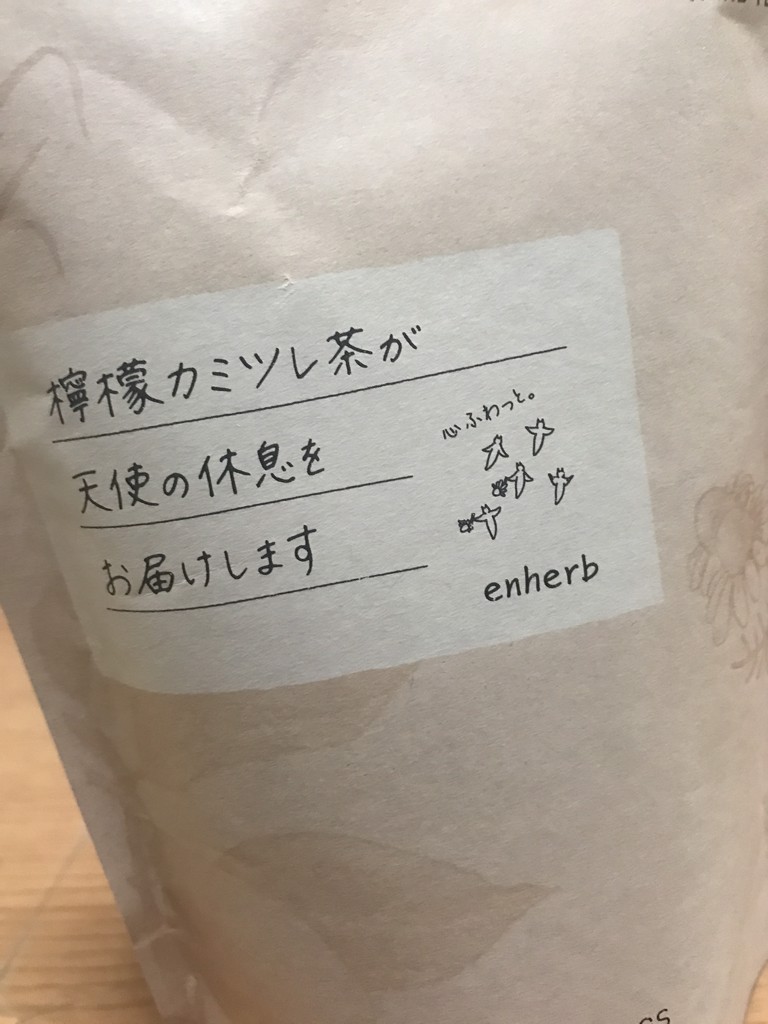 檸檬カミツレ茶が
天使の休息を
お届けします
心ふわっと。
enherb